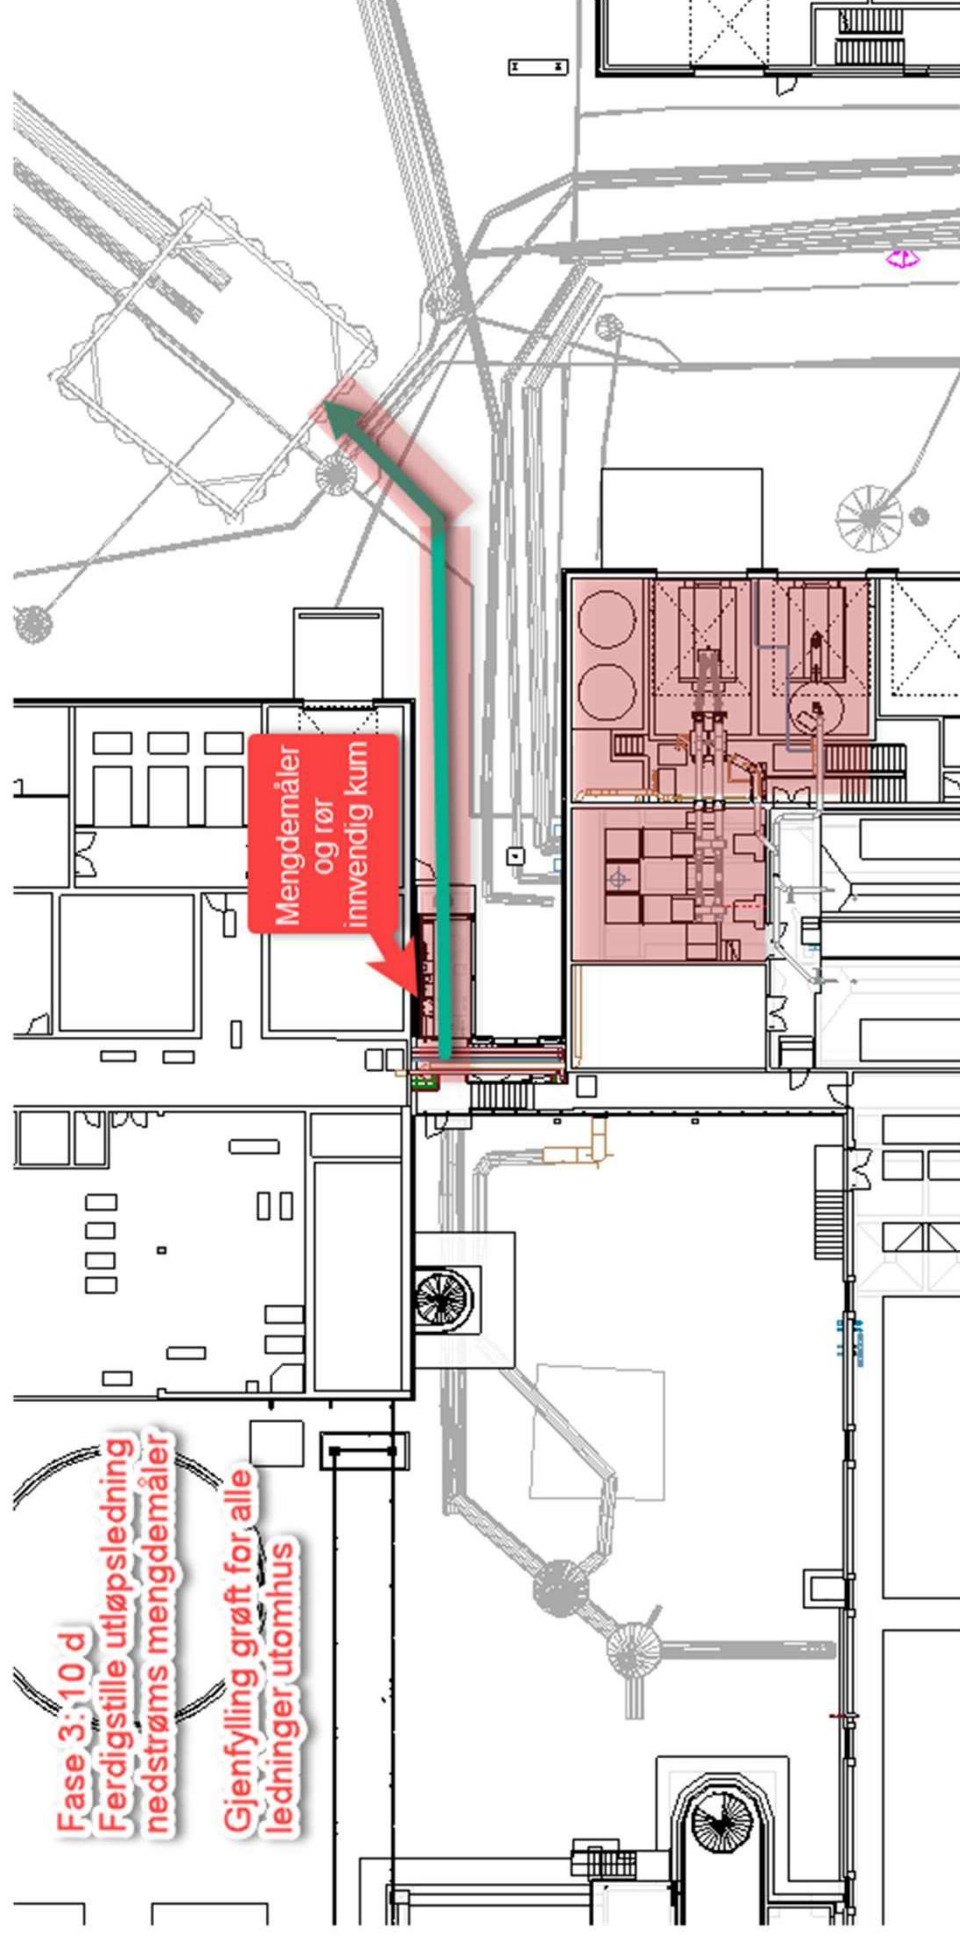 Fase 3: 10 d
Ferdigstille utløpsledning
nedstrøms mengdemåler
Gjenfylling grøft for alle
ledninger utomhus
Mengdemåler
og rør
innvendig kum